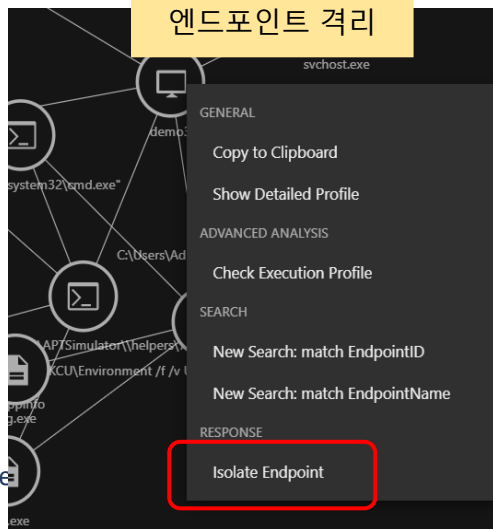 엔드포인트 격리
svchost.exe
demo
GENERAL
Copy to Clipboard
system32\cmd.exe"
Show Detailed Profile
ADVANCED ANALYSIS
C:\Users\Ad
Check Execution Profile
SEARCH
APTSimulator\\helpers\
New Search: match EndpointID
KCU\Environment /f /v
New Search: match EndpointName
g.exe
RESPONSE
Isolate Endpoint
e
.exe